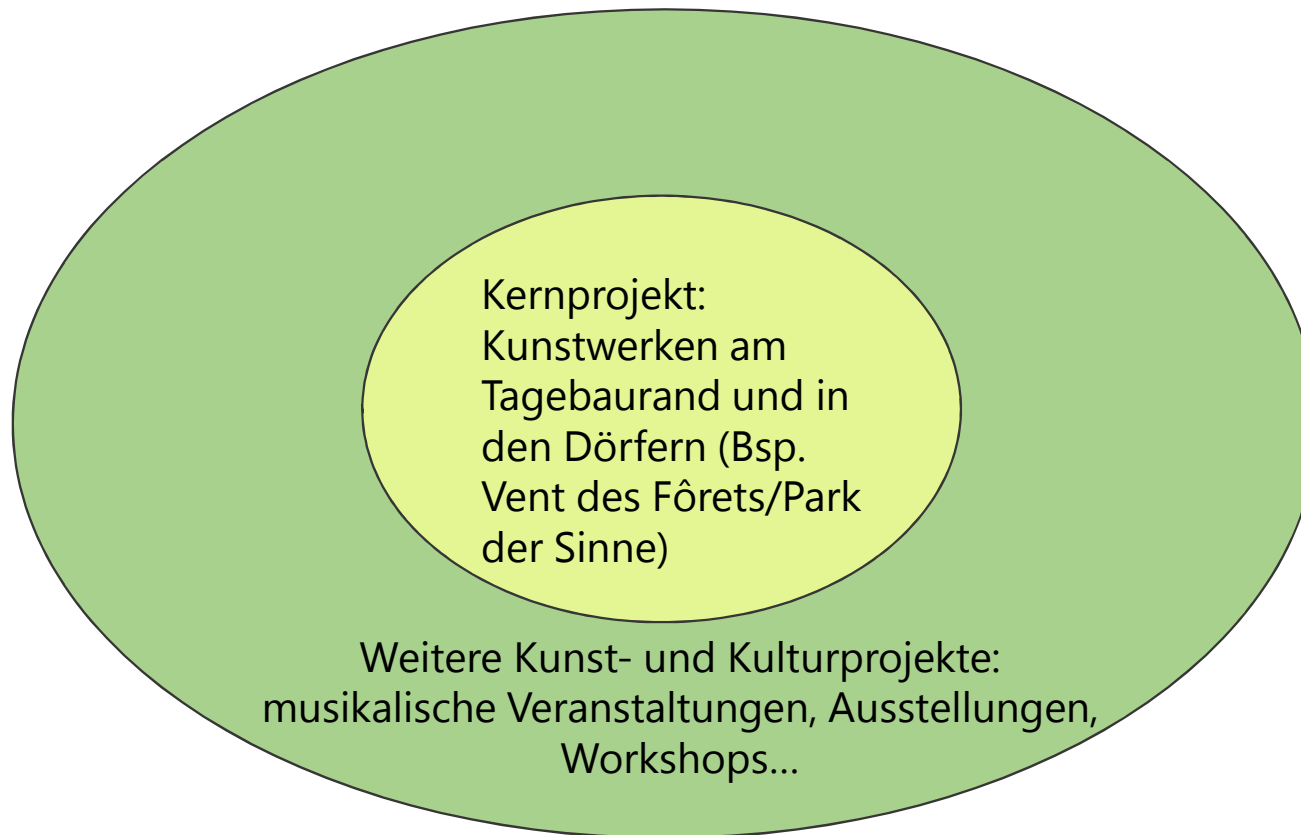 Kernprojekt:
Kunstwerken am
Tagebaurand und in
den Dörfern (Bsp.
Vent des Fôrets/Park
der Sinne)
Weitere Kunst- und Kulturprojekte:
musikalische Veranstaltungen, Ausstellungen,
Workshops...